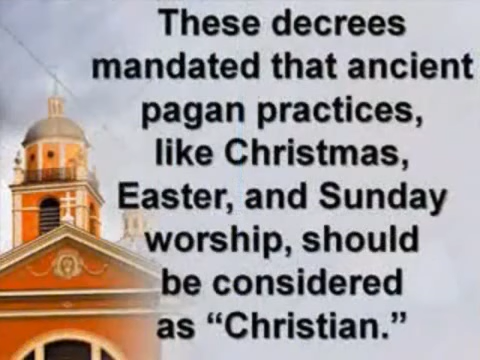 These decrees
mandated that ancient
pagan practices,
like Christmas,
Easter, and Sunday
worship, should
be considered
as “Christian.”